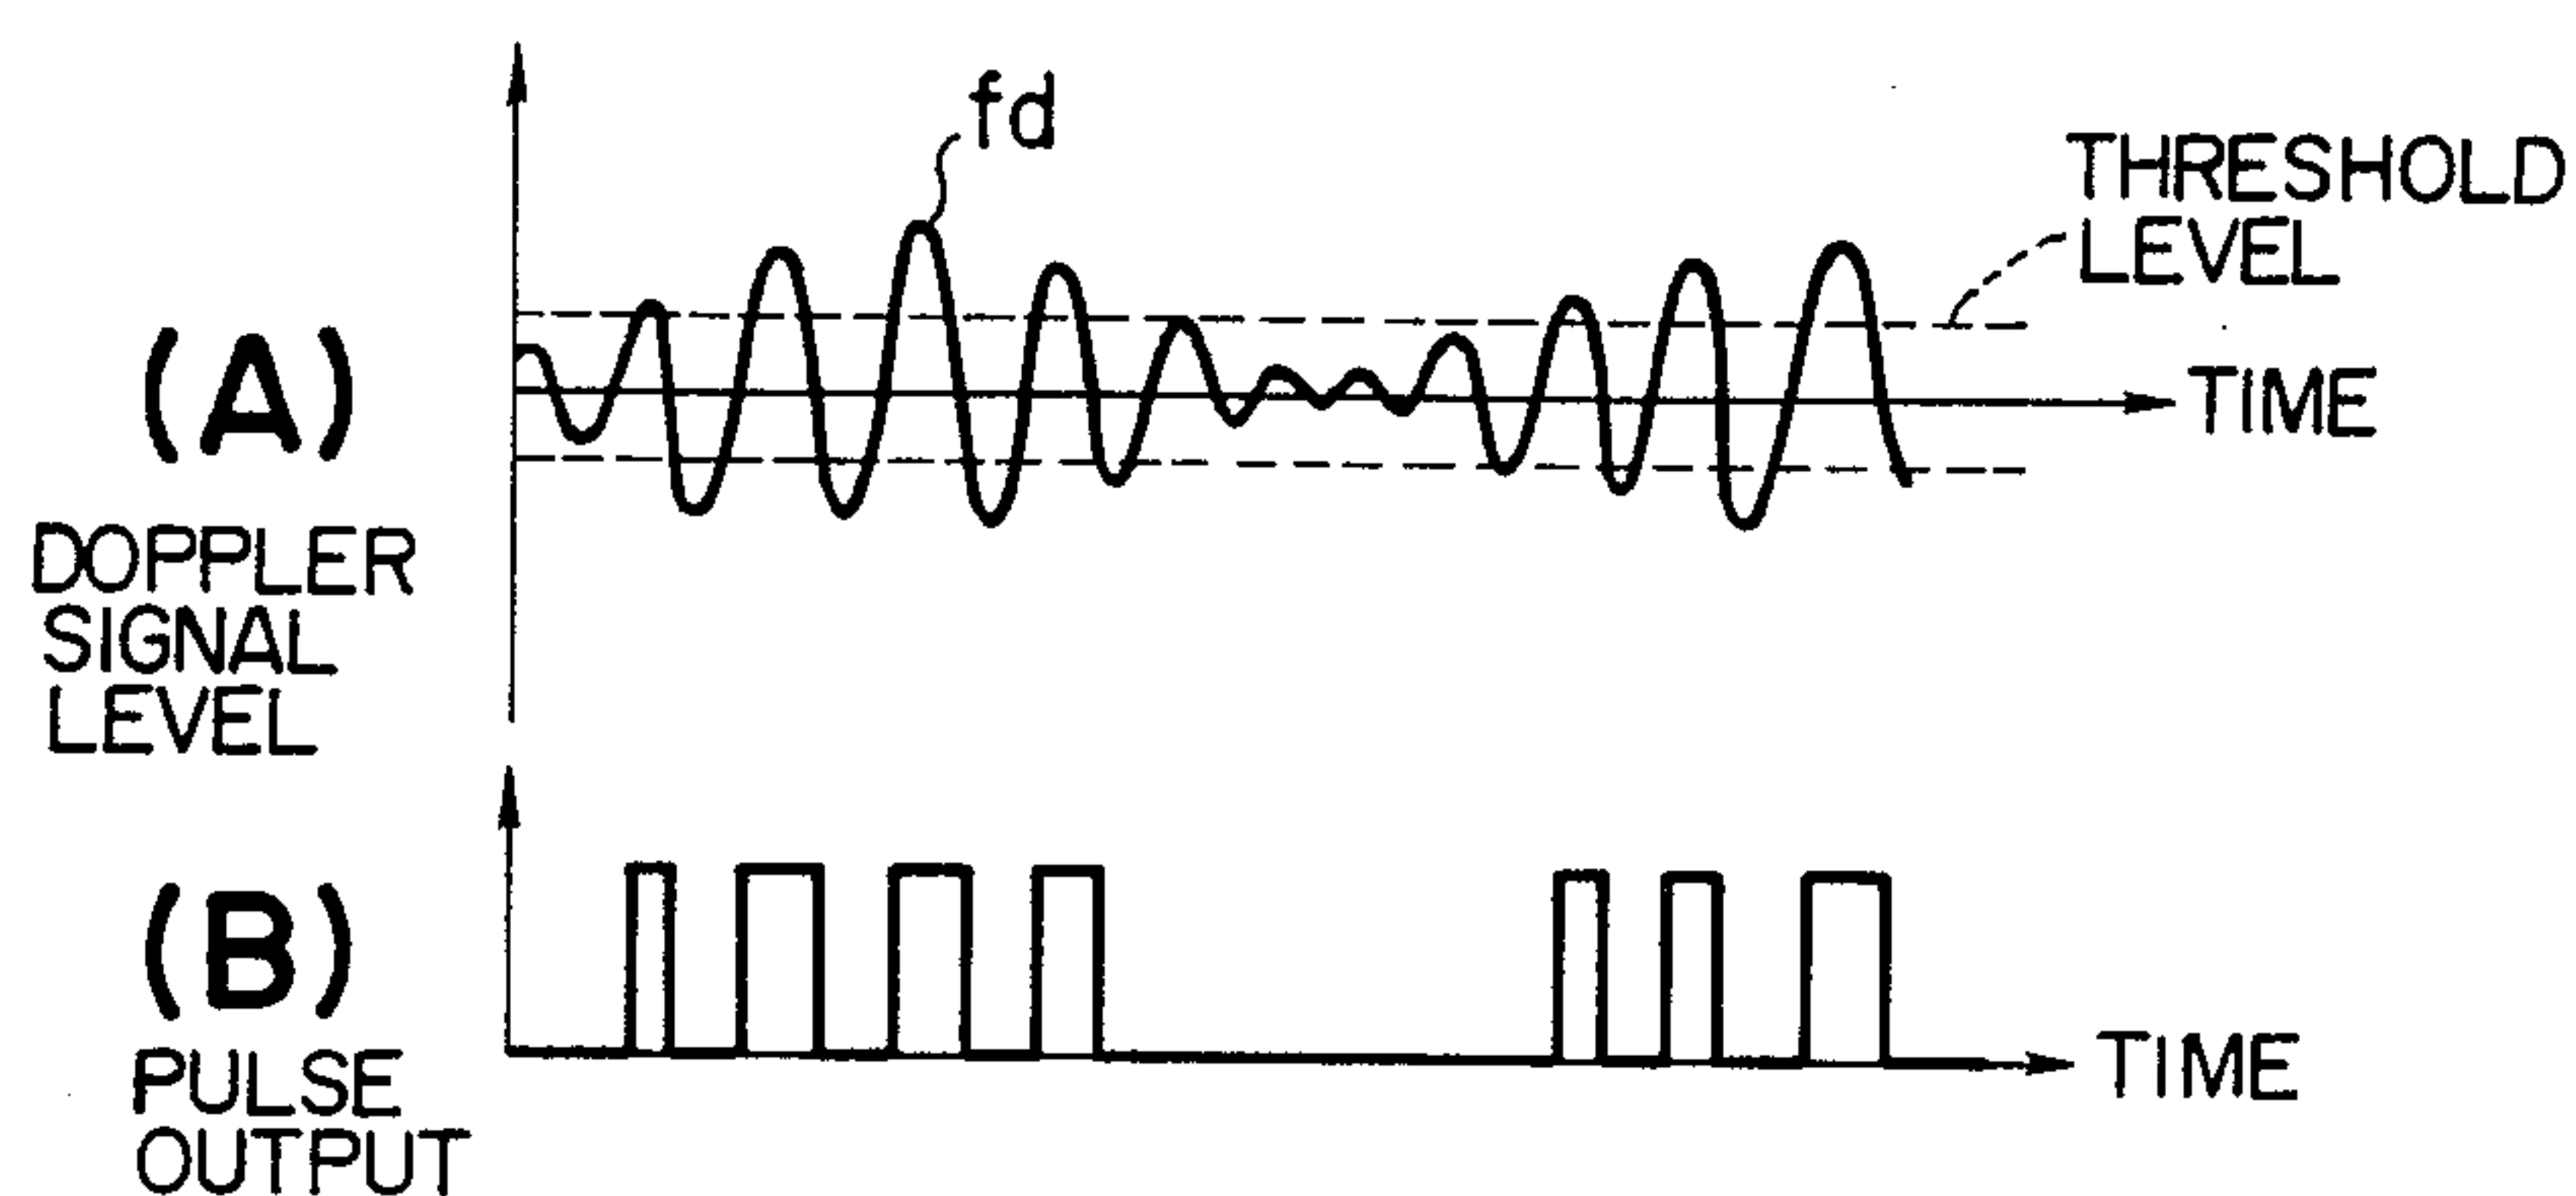 fd
THRESHOLD
LEVEL
(A)
TIME
DOPPLER
SIGNAL
LEVEL
(B)
PULSE
OUTPUT
TIME